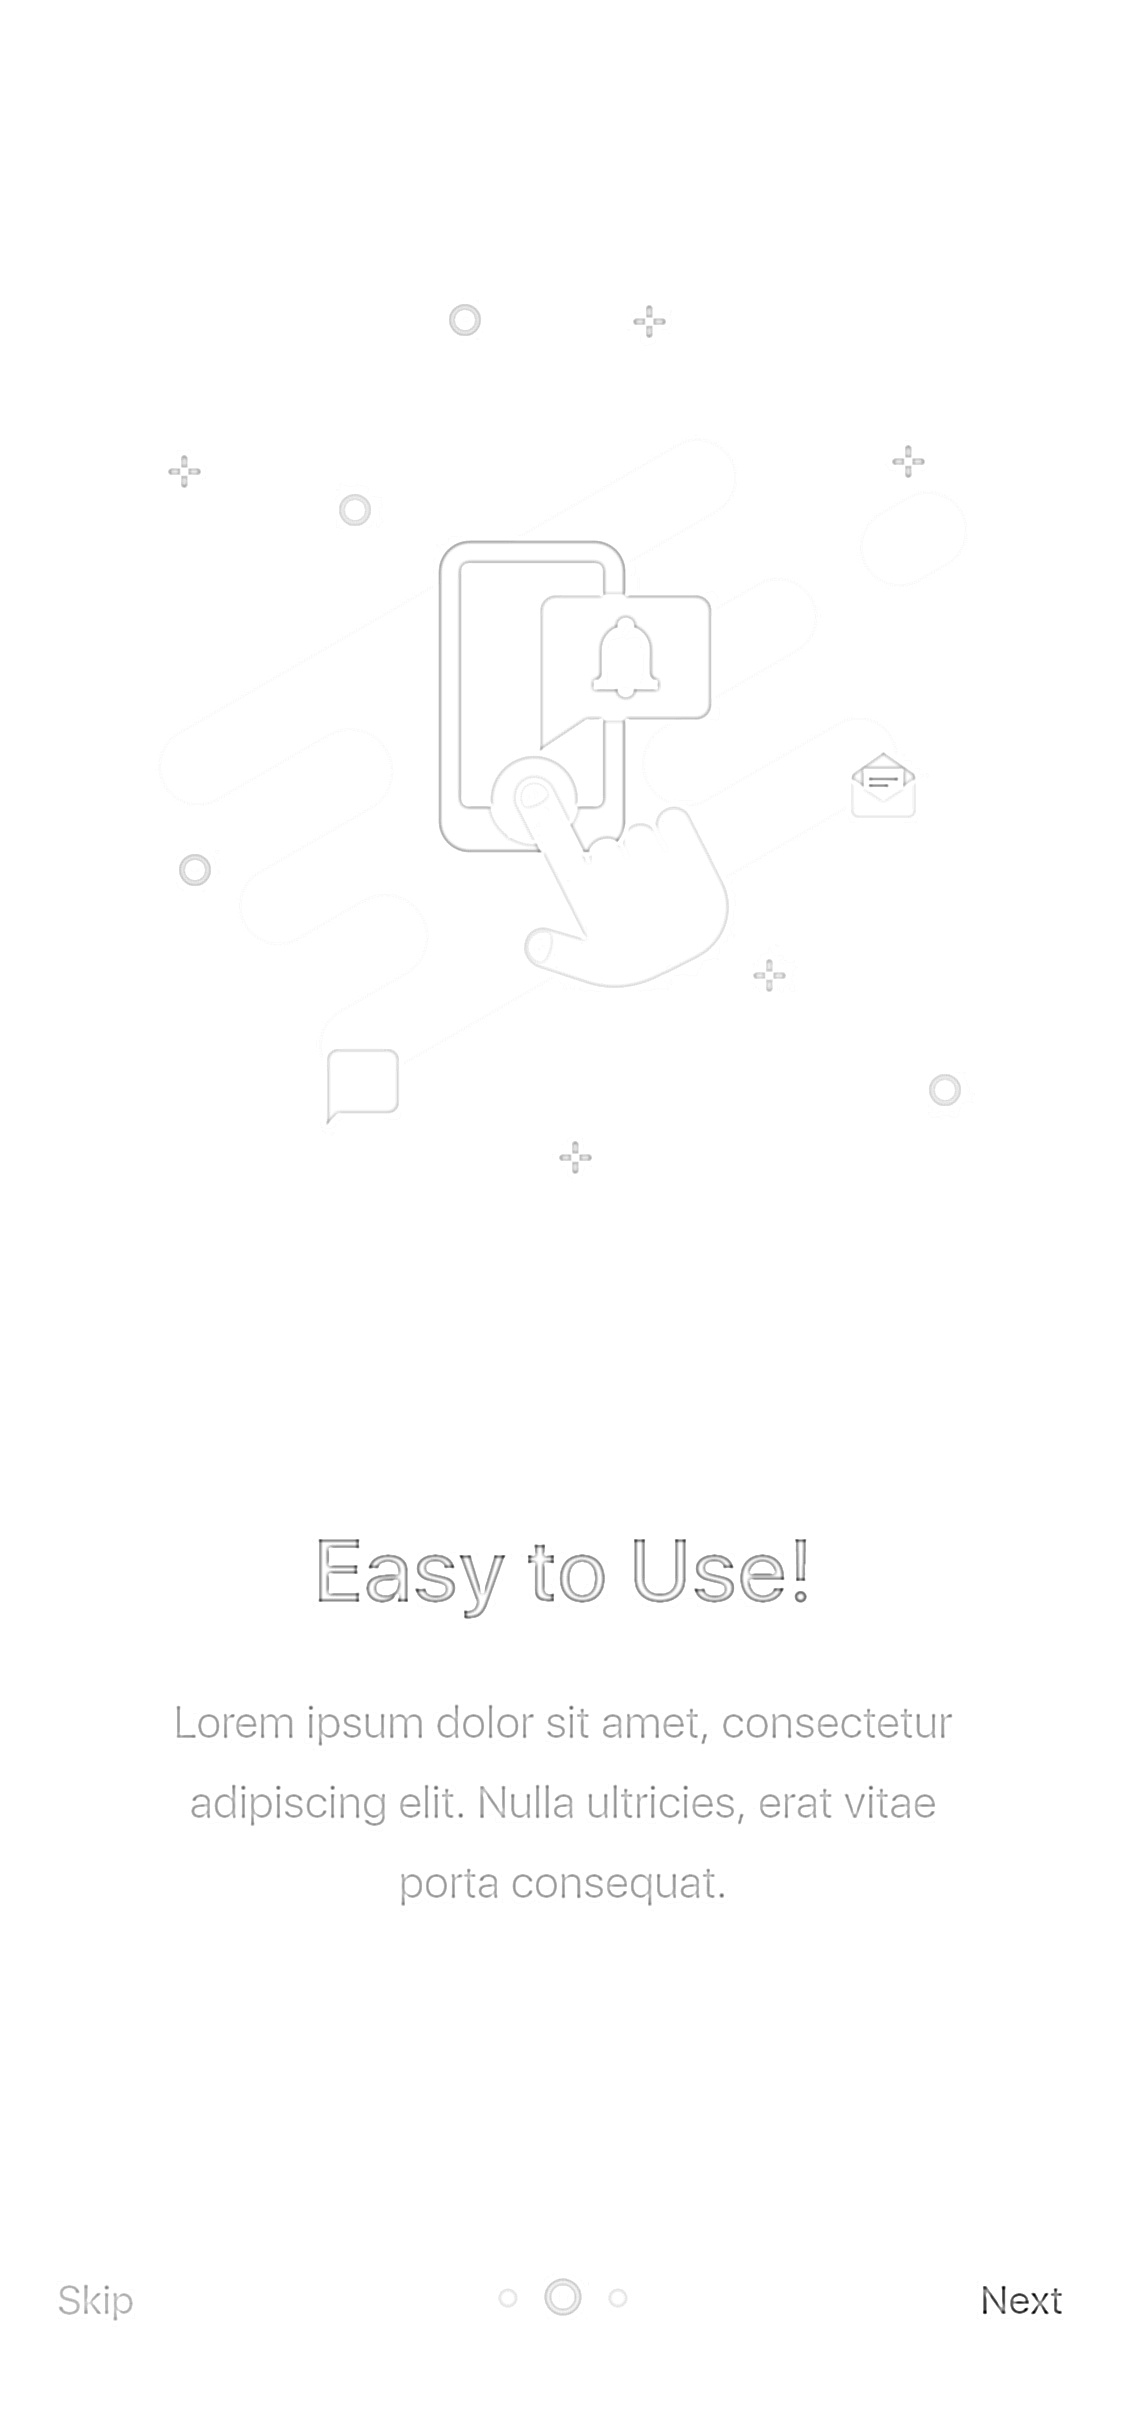 Easy to Use!
Lorem ipsum dolor sit amet, consectetur
adipiscing elit. Nulla ultricies, erat vitae
porta consequat.
Skip
Next